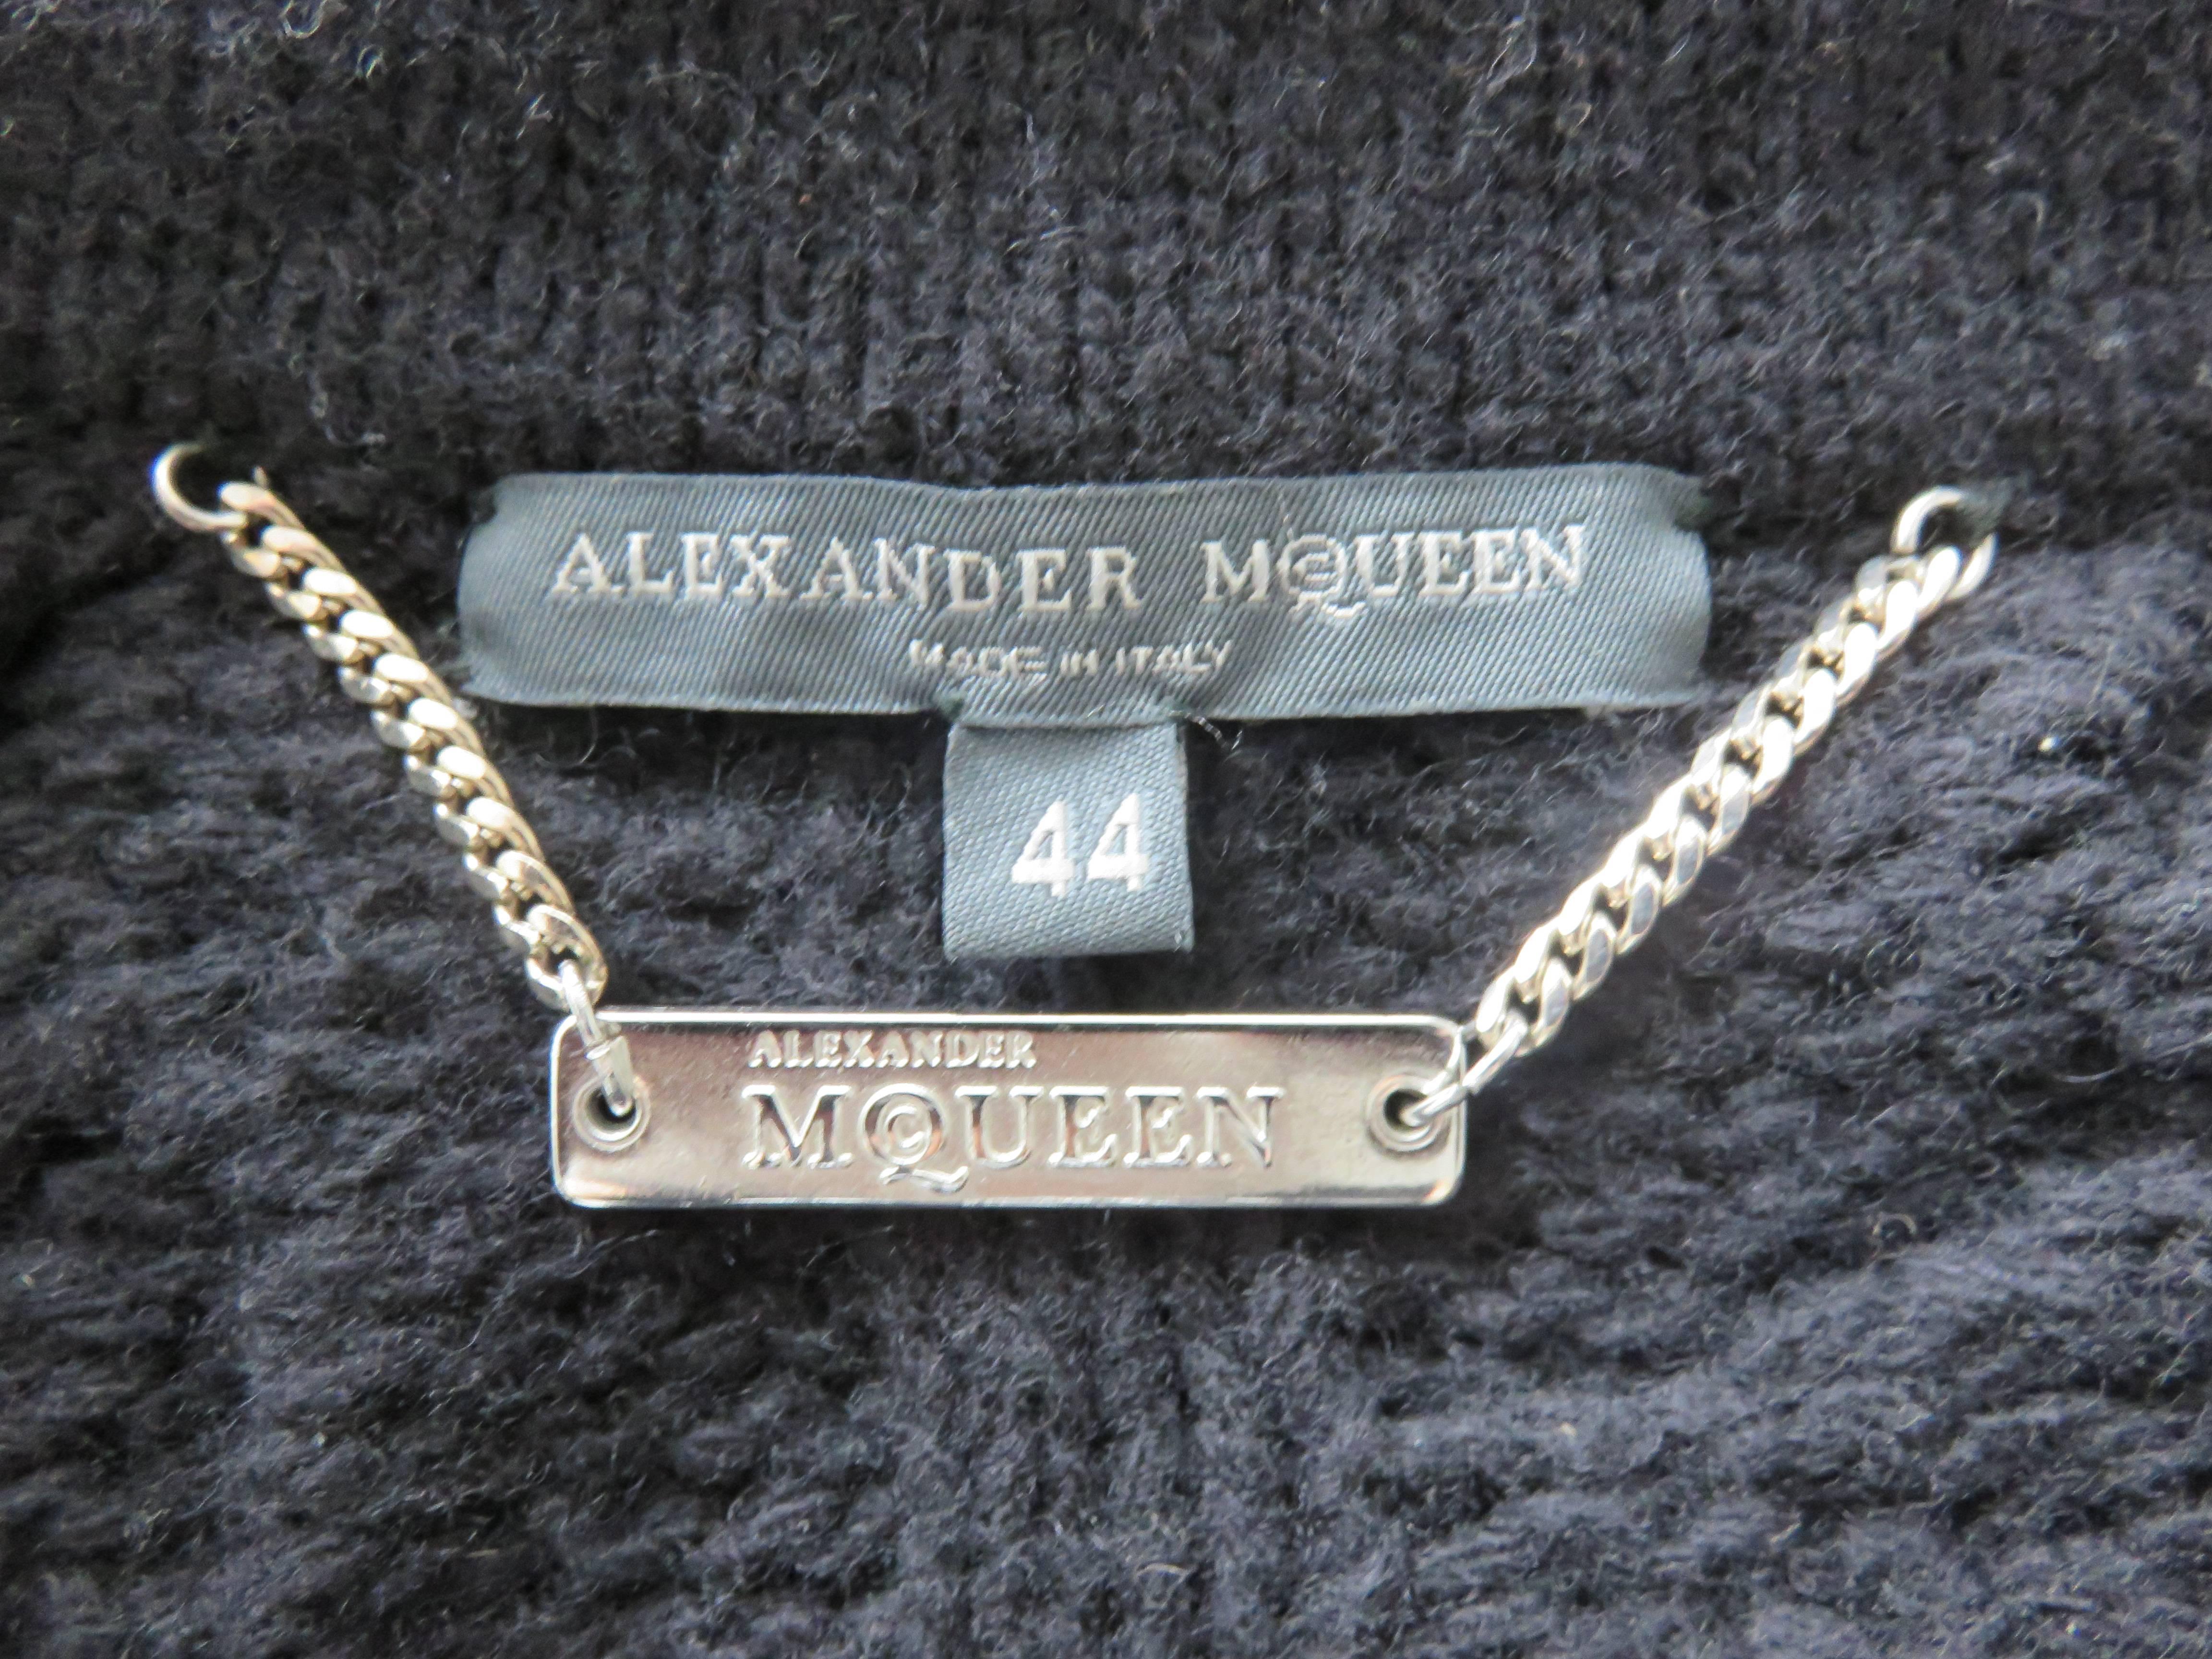 ALEXANDER McQUEEN
MADE IN ITALY
44
ALEXANDER
McQUEEN